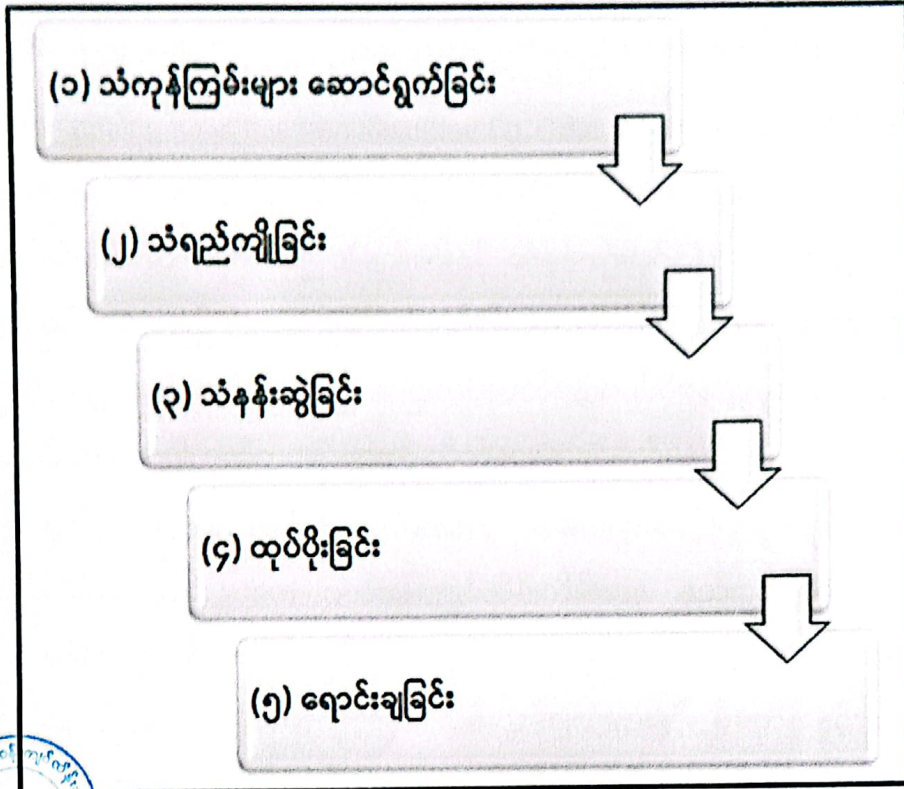 (၁) သံကုန်ကြမ်းများ ဆောင်ရွက်ခြင်း
(၂) သံရည်ကျိုခြင်း
(၃) သံနန်းဆွဲခြင်း
(၄) ထုပ်ပိုးခြင်း
(၅) ရောင်းချခြင်း